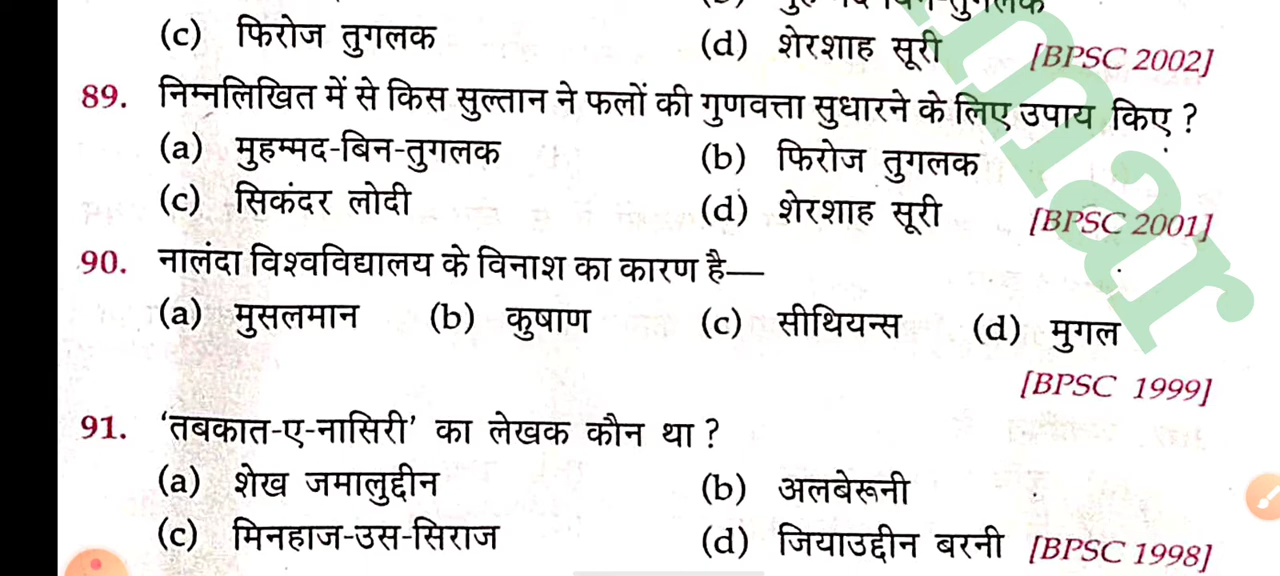 (c) फिरोज तुगलक (d) शेरशाह सूरी [BPSC 2002]
89. निम्नलिखित में से किस सुल्तान ने फलों की गुणवत्ता सुधारने के लिए उपाय किए ?
(a) मुहम्मद-बिन-तुगलक (b) फिरोज तुगलक
(c) सिकंदर लोदी (d) शेरशाह सूरी [BPSC 2001]
90. नालंदा विश्वविद्यालय के विनाश का कारण है—
(a) मुसलमान (b) कुषाण (c) सीथियन्स (d) मुगल
[BPSC 1999]
91. ‘तबकात-ए-नासिरी’ का लेखक कौन था ?
(a) शेख जमालुद्दीन (b) अलबेरूनी
(c) मिनहाज-उस-सिराज (d) जियाउद्दीन बरनी [BPSC 1998]